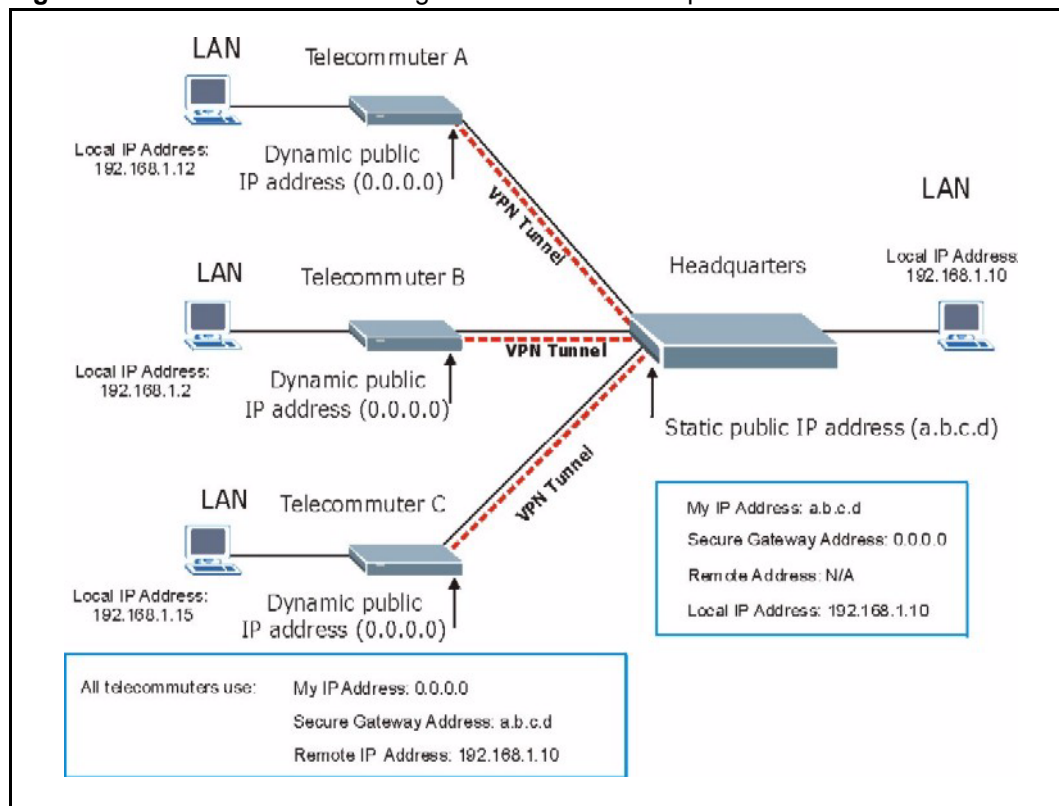 LAN
Telecommuter A
Local IP Address:
192.168.1.12
Dynamic public
IP address (0.0.0.0)
VPN Tunnel
LAN
Telecommuter B
Local IP Address:
192.168.1.2
Dynamic public
IP address (0.0.0.0)
VPN Tunnel
Headquarters
LAN
Local IP Address:
192.168.1.10
Static public IP address (a.b.c.d)
LAN
Telecommuter C
Local IP Address:
192.168.1.15
Dynamic public
IP address (0.0.0.0)
VPN Tunnel
My IP Address: a.b.c.d
Secure Gateway Address: 0.0.0.0
Remote Address: N/A
Local IP Address: 192.168.1.10
All telecommuters use: My IP Address: 0.0.0.0
Secure Gateway Address: a.b.c.d
Remote IP Address: 192.168.1.10